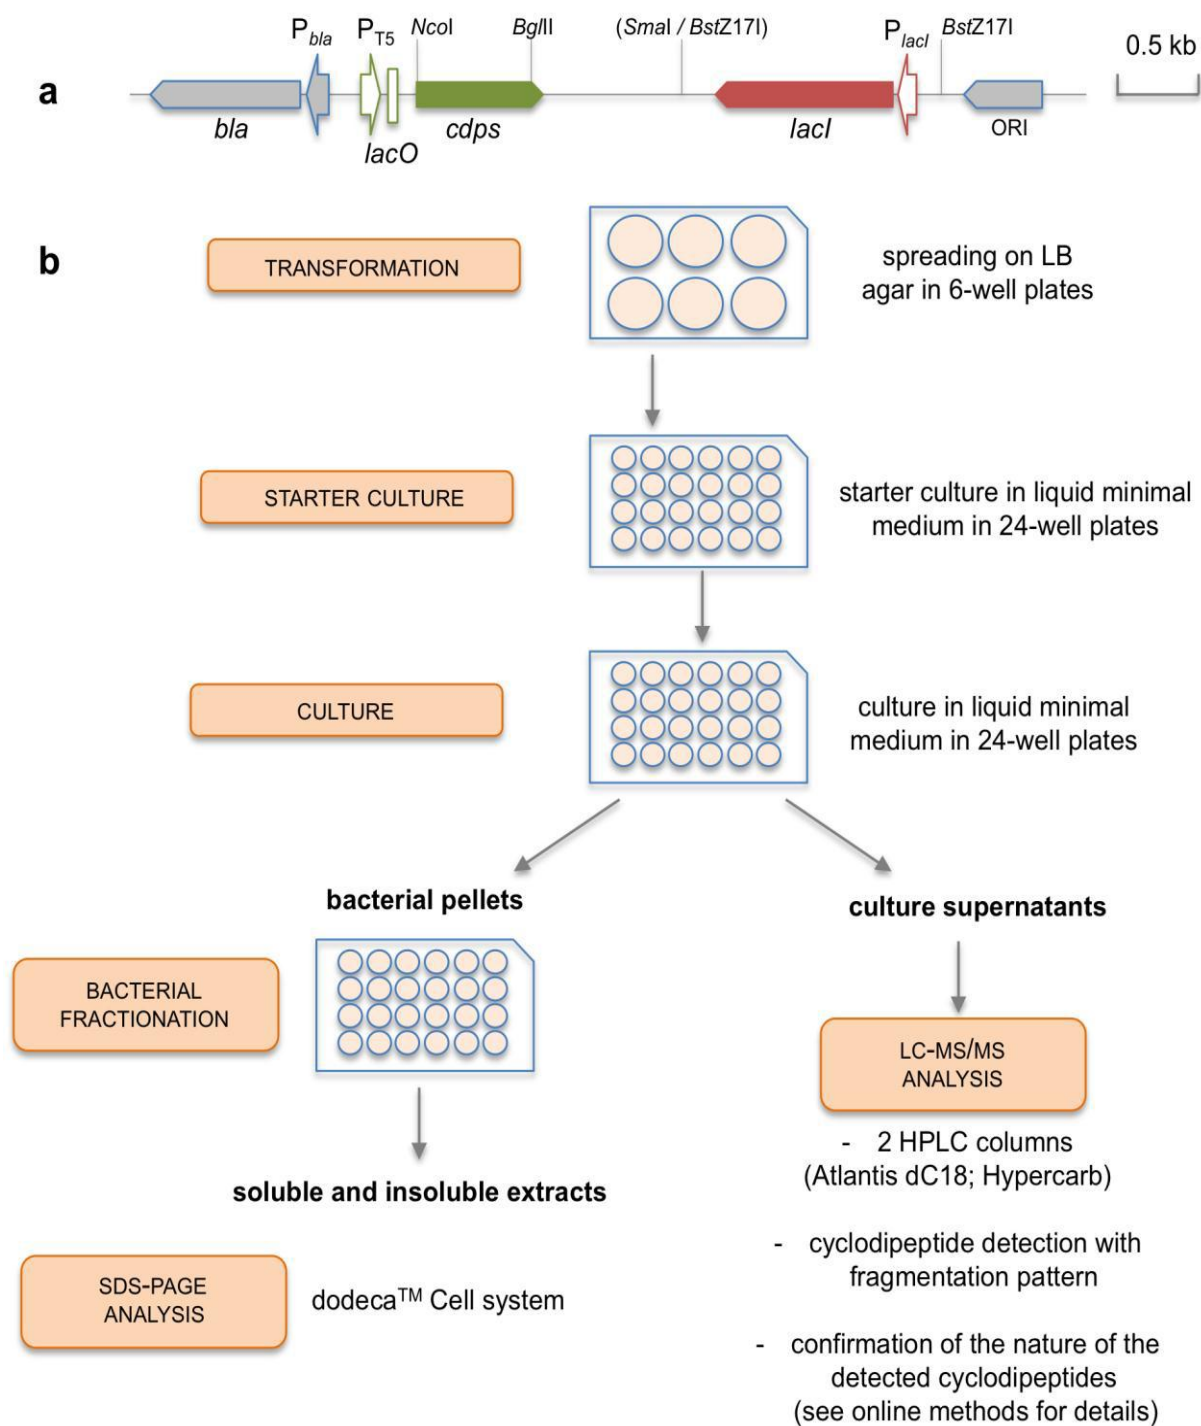 P_bla P_T5 NcoI BglII (SmaI / BstZ17I) P_lacI BstZ17I 0.5 kb
a
bla lacO cdps lacI ORI
b
TRANSFORMATION
spreading on LB
agar in 6-well plates
STARTER CULTURE
starter culture in liquid minimal
medium in 24-well plates
CULTURE
culture in liquid minimal
medium in 24-well plates
bacterial pellets
culture supernatants
BACTERIAL
FRACTIONATION
LC-MS/MS
ANALYSIS
- 2 HPLC columns
(Atlantis dC18; Hypercarb)
soluble and insoluble extracts
- cyclodipeptide detection with
fragmentation pattern
SDS-PAGE
ANALYSIS
dodeca™ Cell system
- confirmation of the nature of the
detected cyclodipeptides
(see online methods for details)